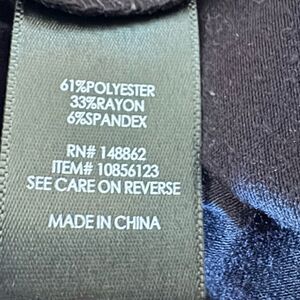 61%POLYESTER
33%RAYON
6%SPANDEX
RN# 148862
ITEM# 10856123
SEE CARE ON REVERSE
MADE IN CHINA